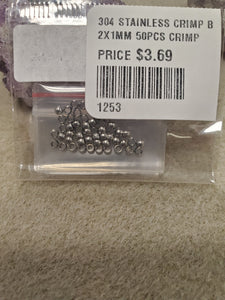 304 STAINLESS CRIMP B
2X1MM 50PCS CRIMP
PRICE $3.69
1253